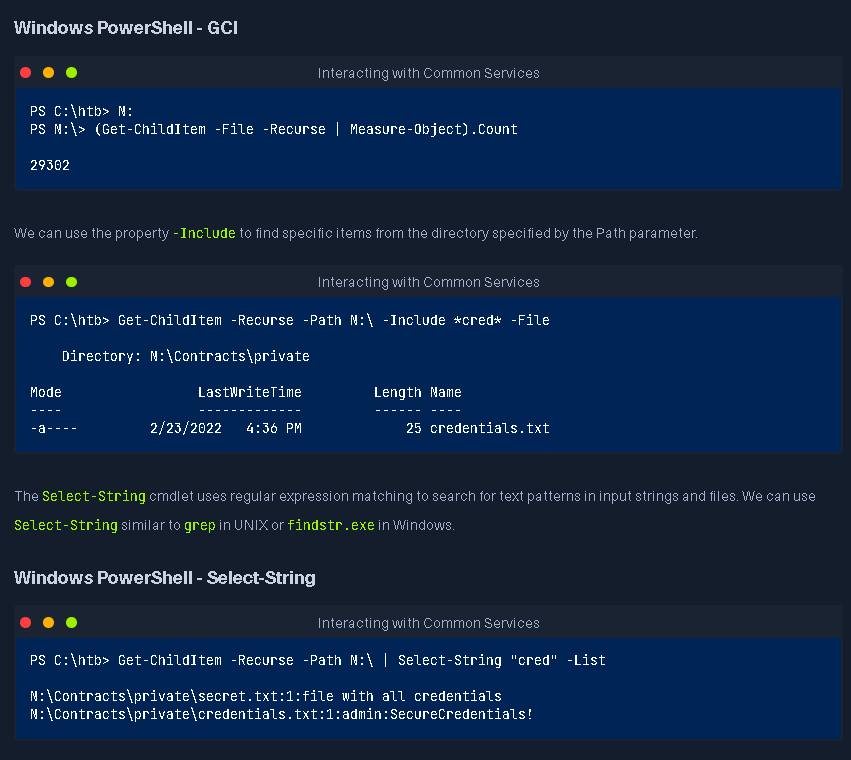 Windows PowerShell - GCI
Interacting with Common Services
PS C:\htb> N:
PS N:\> (Get-ChildItem -File -Recurse | Measure-Object).Count
29302
We can use the property -Include to find specific items from the directory specified by the Path parameter.
Interacting with Common Services
PS C:\htb> Get-ChildItem -Recurse -Path N:\ -Include *cred* -File
    Directory: N:\Contracts\private
Mode                 LastWriteTime         Length Name
----                 -------------         ------ ----
-a----         2/23/2022   4:36 PM             25 credentials.txt
The Select-String cmdlet uses regular expression matching to search for text patterns in input strings and files. We can use
Select-String similar to grep in UNIX or findstr.exe in Windows.
Windows PowerShell - Select-String
Interacting with Common Services
PS C:\htb> Get-ChildItem -Recurse -Path N:\ | Select-String "cred" -List
N:\Contracts\private\secret.txt:1:file with all credentials
N:\Contracts\private\credentials.txt:1:admin:SecureCredentials!